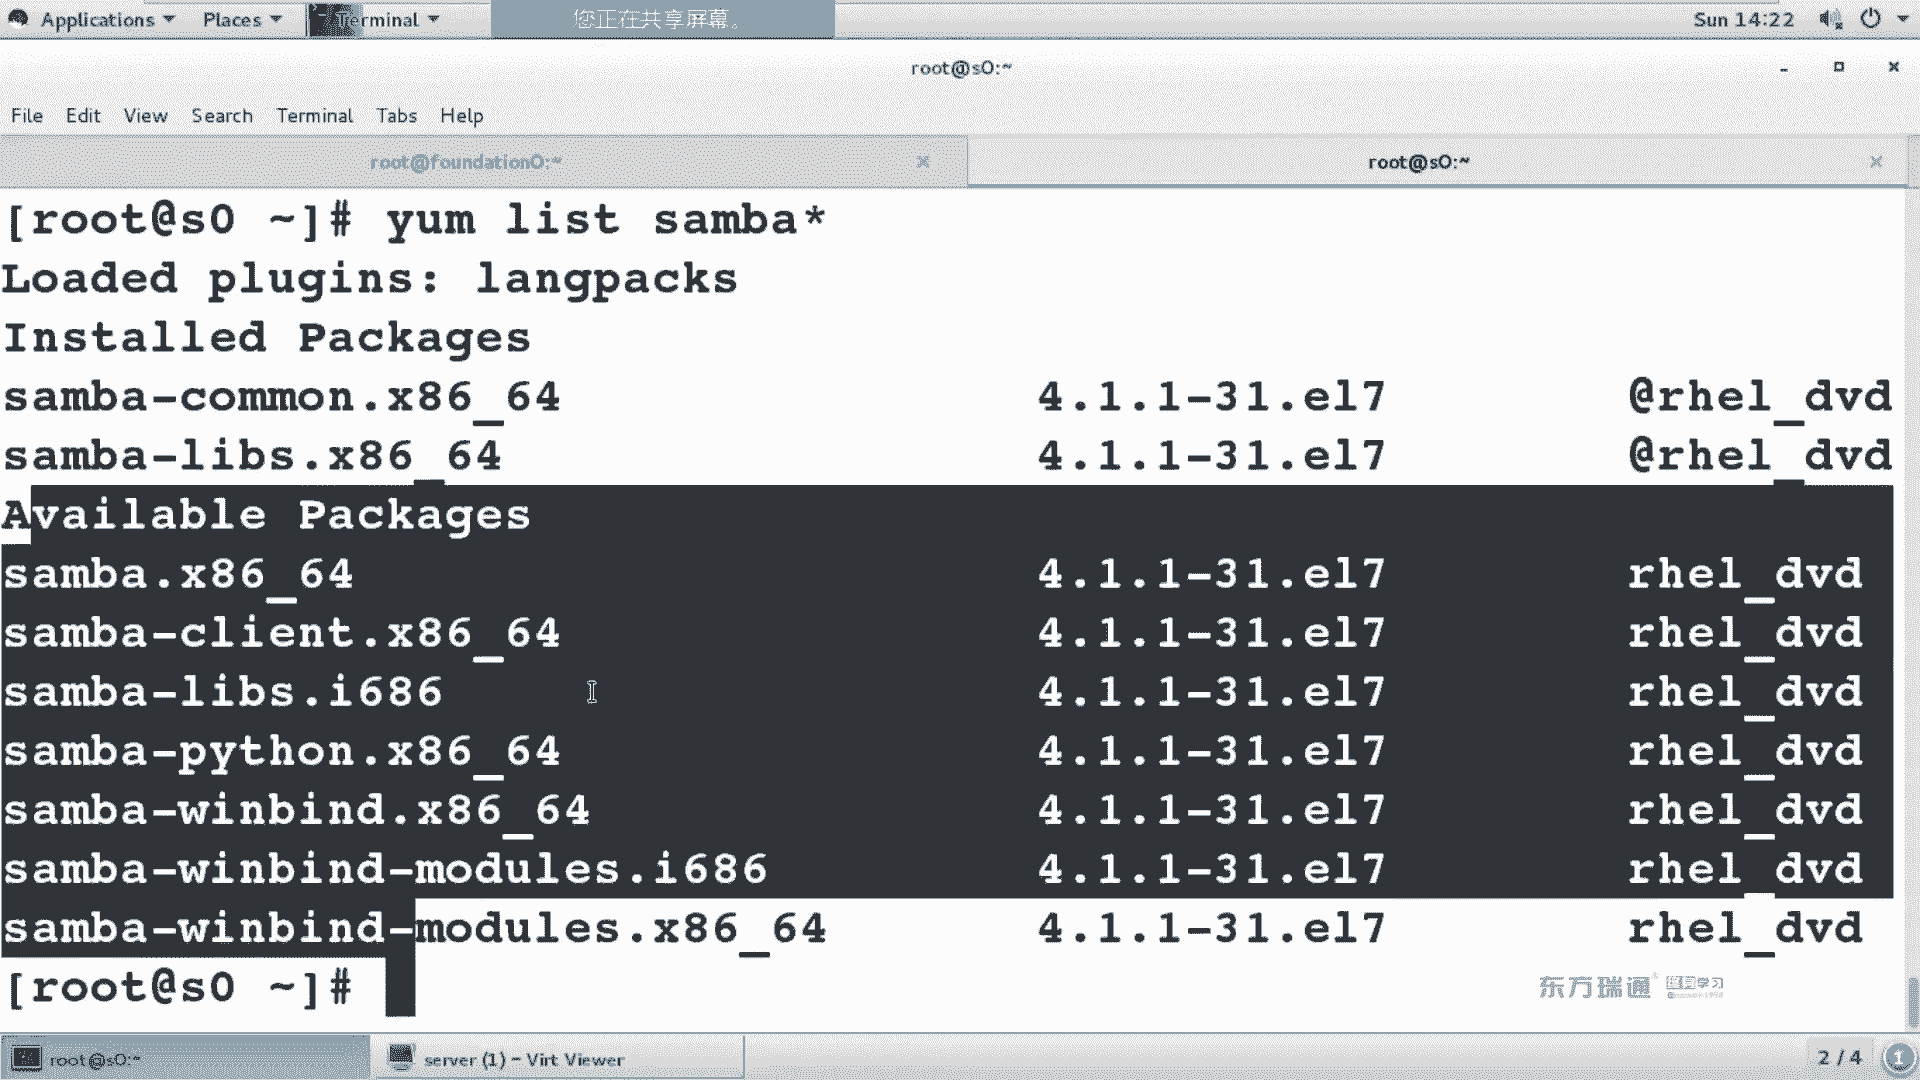 Applications Places Terminal 您正在共享屏幕。 Sun 14:22
root@s0:~
File Edit View Search Terminal Tabs Help
root@foundation0:~ root@s0:~
[root@s0 ~]# yum list samba*
Loaded plugins: langpacks
Installed Packages
samba-common.x86_64 4.1.1-31.el7 @rhel_dvd
samba-libs.x86_64 4.1.1-31.el7 @rhel_dvd
Available Packages
samba.x86_64 4.1.1-31.el7 rhel_dvd
samba-client.x86_64 4.1.1-31.el7 rhel_dvd
samba-libs.i686 4.1.1-31.el7 rhel_dvd
samba-python.x86_64 4.1.1-31.el7 rhel_dvd
samba-winbind.x86_64 4.1.1-31.el7 rhel_dvd
samba-winbind-modules.i686 4.1.1-31.el7 rhel_dvd
samba-winbind-modules.x86_64 4.1.1-31.el7 rhel_dvd
[root@s0 ~]#
东方瑞通®
root@s0:~ server (1) - Virt Viewer 2 / 4 1